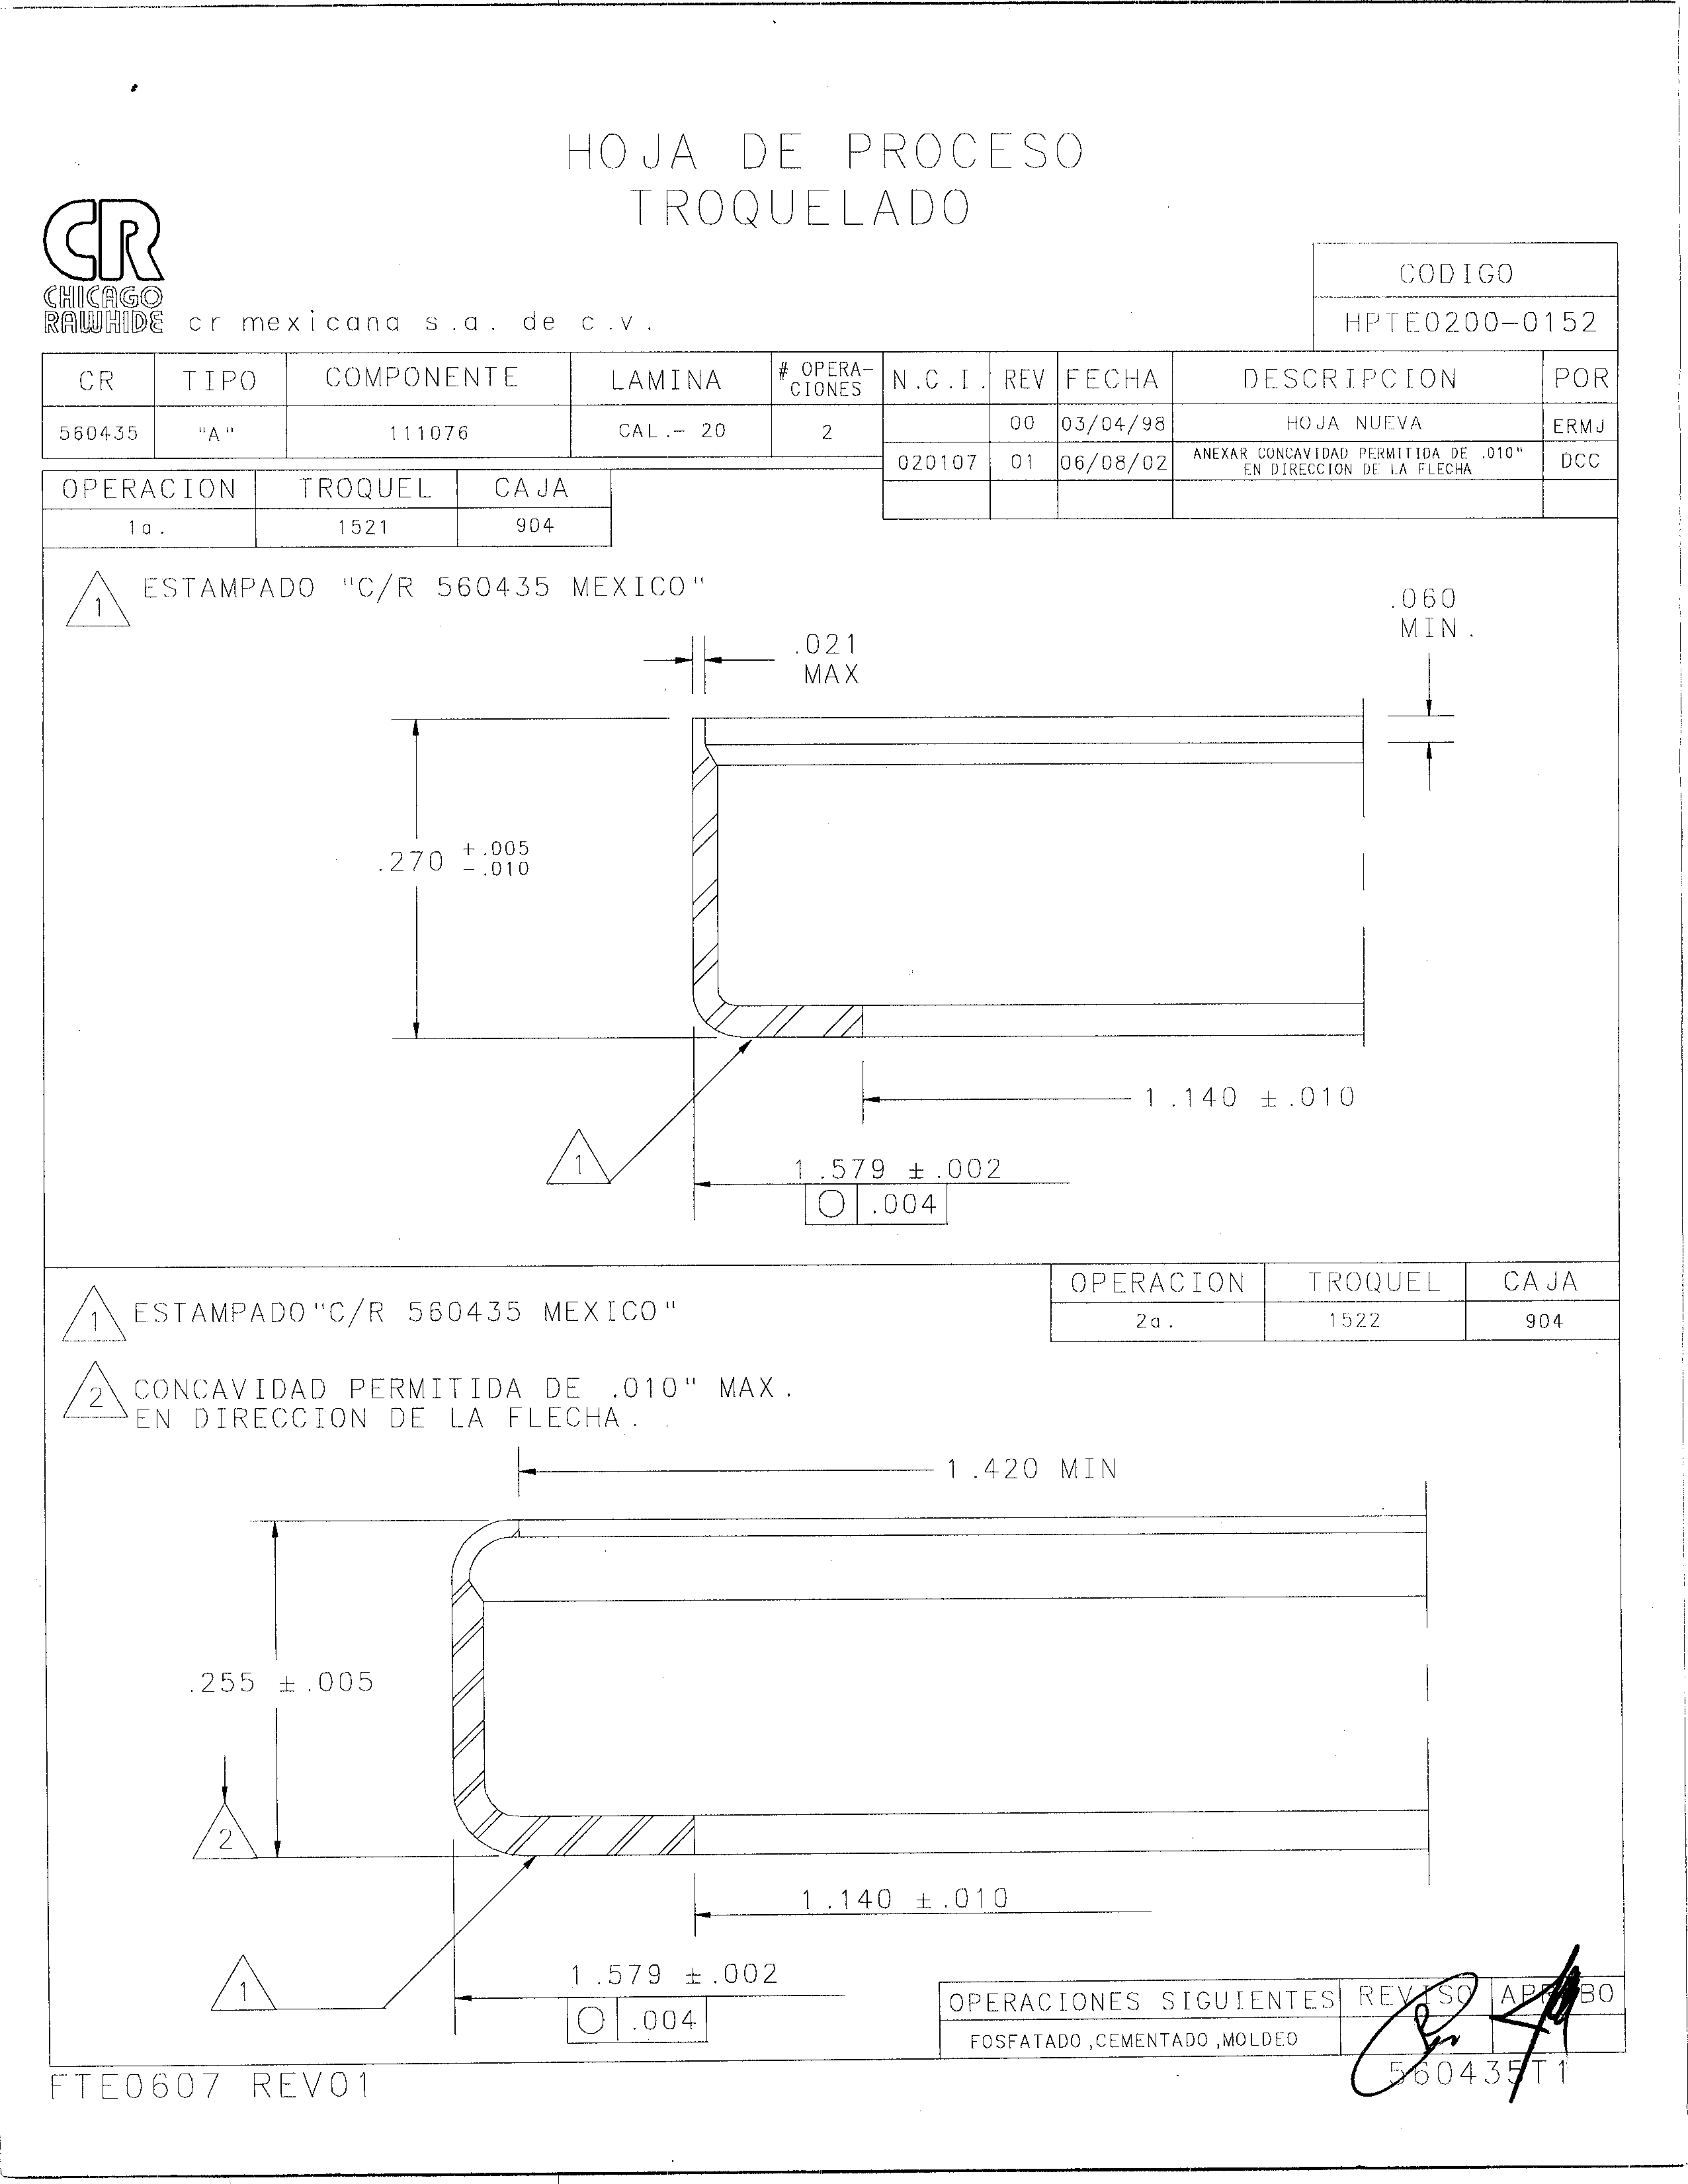 HOJA DE PROCESO
TROQUELADO
CR
CHICAGO
RAWHIDE cr mexicana s.a. de c.v.
CODIGO
HPTE0200-0152
CR TIPO COMPONENTE LAMINA # OPERA-CIONES
560435 "A" 111076 CAL.- 20 2
N.C.I. REV FECHA DESCRIPCION POR
00 03/04/98 HOJA NUEVA ERMJ
020107 01 06/08/02 ANEXAR CONCAVIDAD PERMITIDA DE .010"
EN DIRECCION DE LA FLECHA DCC
OPERACION TROQUEL CAJA
1a. 1521 904
1 ESTAMPADO "C/R 560435 MEXICO"
.060
MIN.
.021
MAX
.270 +.005
-.010
1.140 ±.010
1
1.579 ±.002
○ .004
OPERACION TROQUEL CAJA
2a. 1522 904
1 ESTAMPADO"C/R 560435 MEXICO"
2 CONCAVIDAD PERMITIDA DE .010" MAX.
EN DIRECCION DE LA FLECHA.
1.420 MIN
.255 ±.005
2
1.140 ±.010
1
1.579 ±.002
○ .004
OPERACIONES SIGUIENTES REVISO APROBO
FOSFATADO,CEMENTADO,MOLDEO
FTE0607 REV01
560435T1